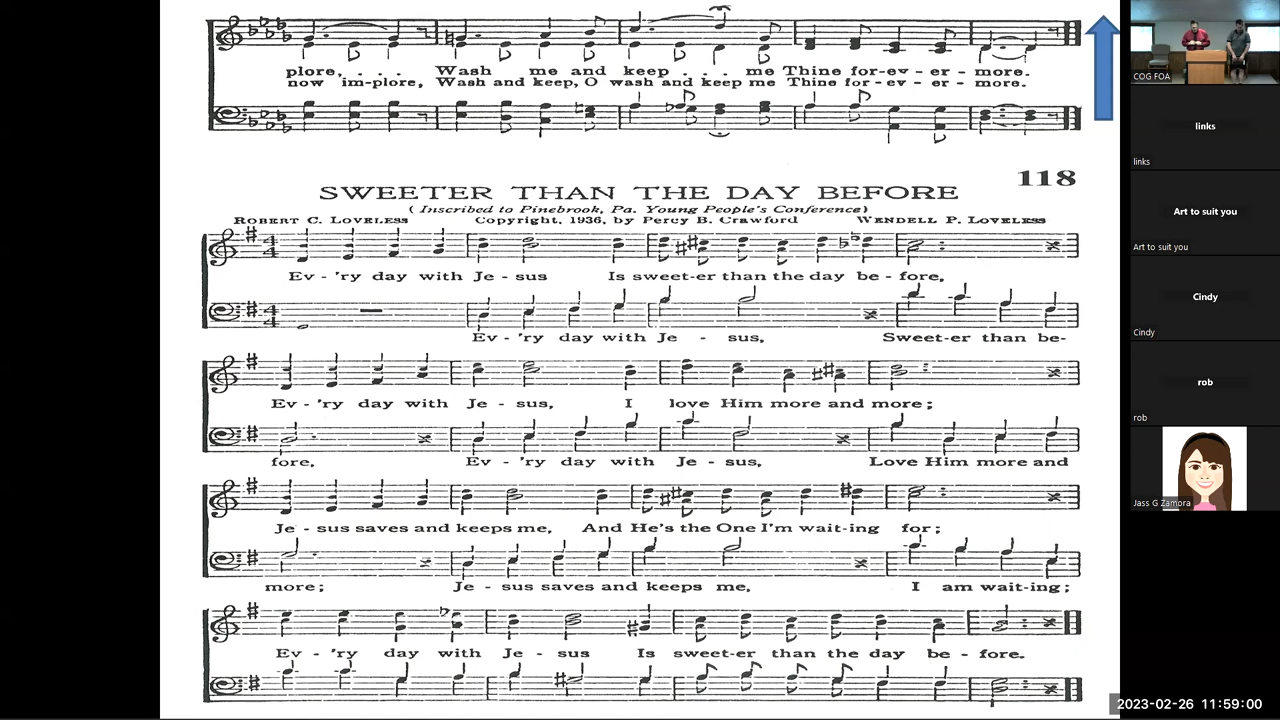 plore, . . . Wash me and keep . . . me Thine for-ev - er - more.
now im-plore, Wash and keep, O wash and keep me Thine for-ev - er - more.
118
SWEETER THAN THE DAY BEFORE
( Inscribed to Pinebrook, Pa. Young People's Conference)
ROBERT C. LOVELESS Copyright, 1936, by Percy B. Crawford WENDELL P. LOVELESS
4 4
Ev - 'ry day with Je - sus Is sweet-er than the day be - fore,
4 4
Ev - 'ry day with Je - sus, Sweet-er than be-
Ev - 'ry day with Je - sus, I love Him more and more;
fore, Ev - 'ry day with Je - sus, Love Him more and
Je - sus saves and keeps me, And He's the One I'm wait-ing for;
more; Je - sus saves and keeps me, I am wait-ing;
Ev - 'ry day with Je - sus Is sweet-er than the day be - fore.
COG FOA
links
links
Art to suit you
Art to suit you
Cindy
Cindy
rob
rob
Jass G Zamora
2023-02-26 11:59:00